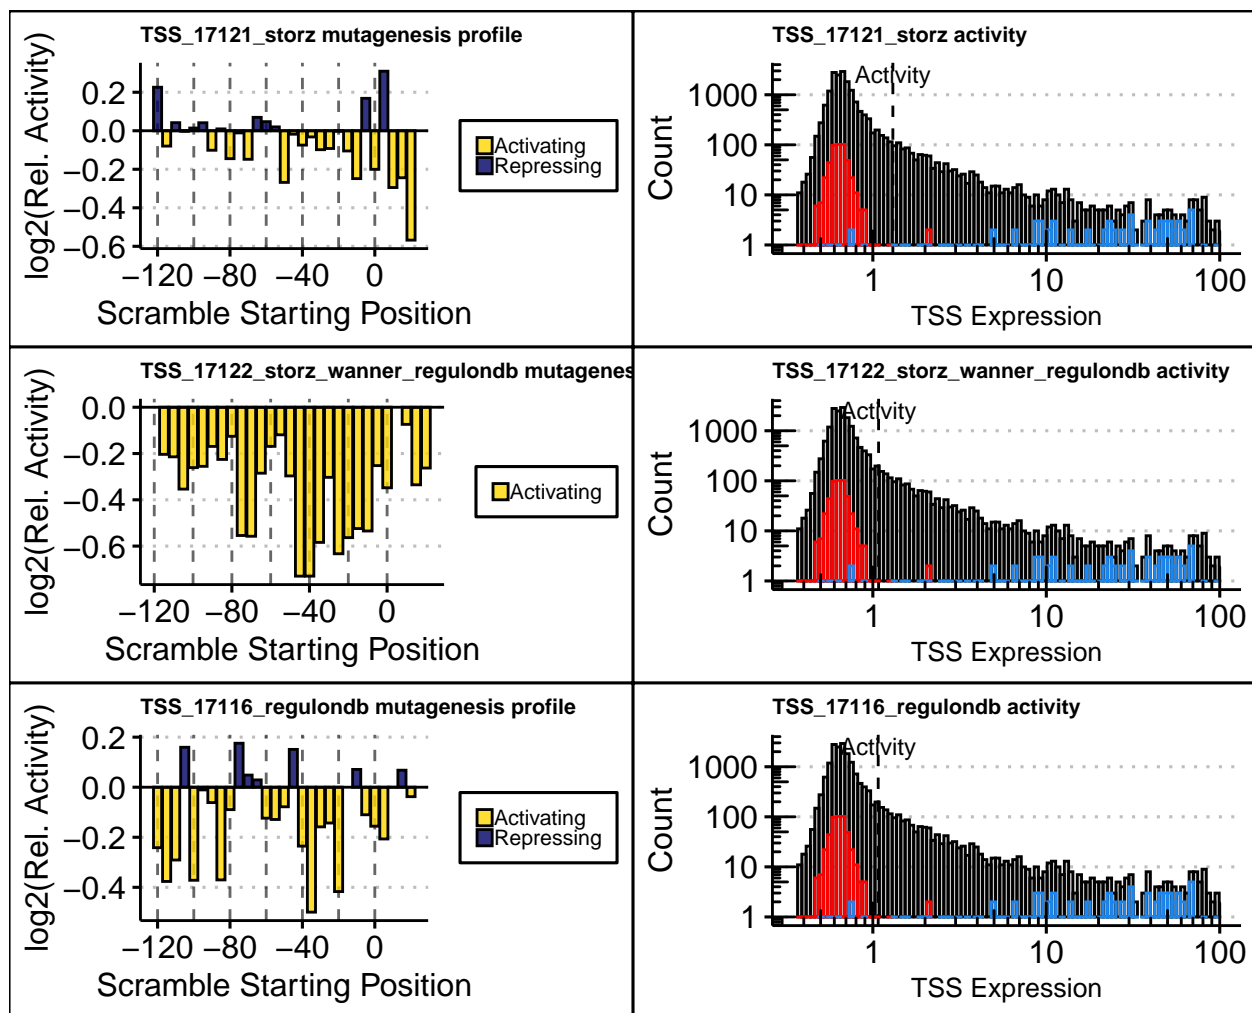 TSS_17121_storz mutagenesis profile
log2(Rel. Activity)
0.2
0.0
−0.2
−0.4
−0.6
−120 −80 −40 0
Scramble Starting Position
Activating
Repressing
TSS_17121_storz activity
Activity
Count
1000
100
10
1
1 10 100
TSS Expression
TSS_17122_storz_wanner_regulondb mutagenes
log2(Rel. Activity)
0.0
−0.2
−0.4
−0.6
−120 −80 −40 0
Scramble Starting Position
Activating
TSS_17122_storz_wanner_regulondb activity
Activity
Count
1000
100
10
1
1 10 100
TSS Expression
TSS_17116_regulondb mutagenesis profile
log2(Rel. Activity)
0.2
0.0
−0.2
−0.4
−120 −80 −40 0
Scramble Starting Position
Activating
Repressing
TSS_17116_regulondb activity
Activity
Count
1000
100
10
1
1 10 100
TSS Expression